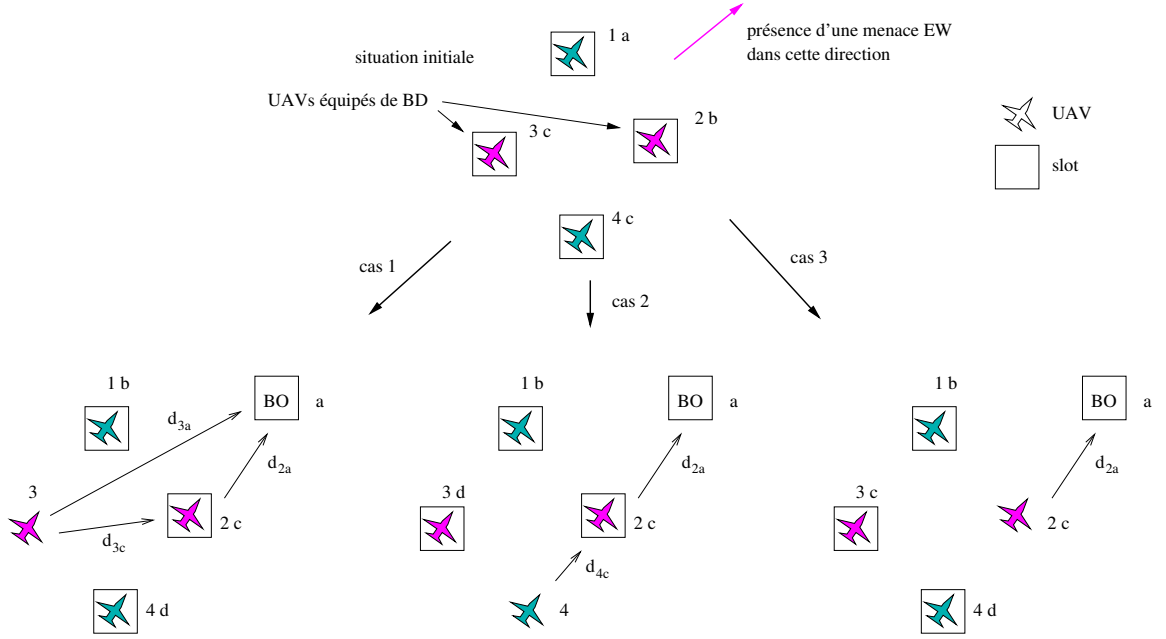 1 a
présence d'une menace EW
dans cette direction
situation initiale
UAVs équipés de BD
3 c
2 b
UAV
slot
4 c
cas 1
cas 2
cas 3
1 b
BO
a
d3a
d2a
3
2 c
d3c
4 d
1 b
BO
a
d2a
3 d
2 c
d4c
4
1 b
BO
a
d2a
3 c
2 c
4 d